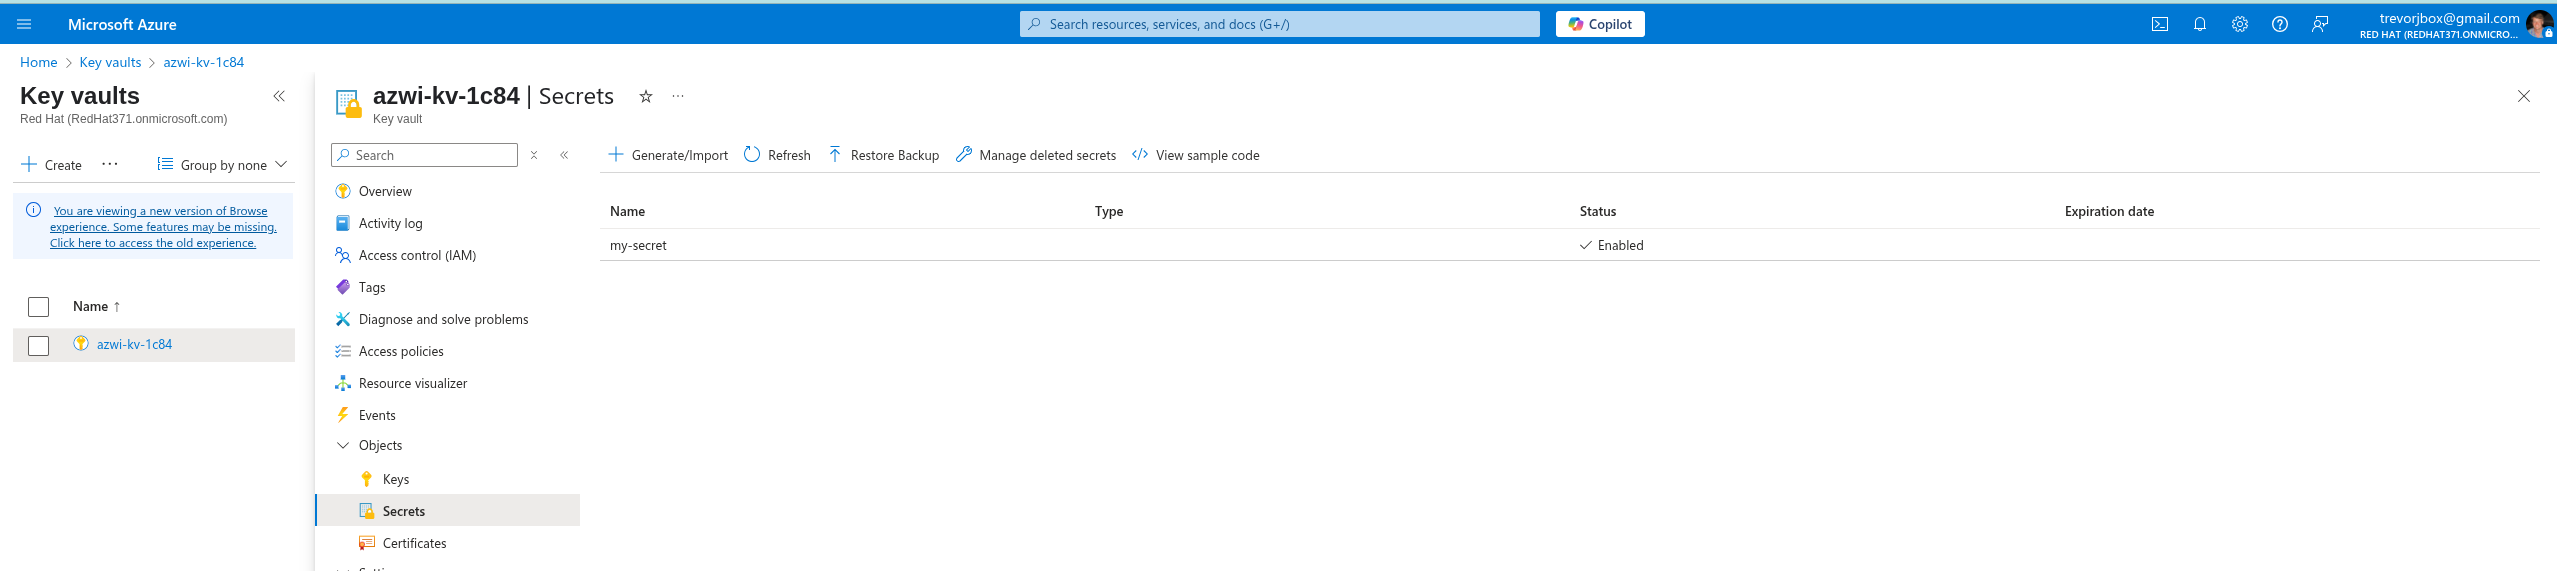 Microsoft Azure
Search resources, services, and docs (G+/)
Copilot
trevorjbox@gmail.com
RED HAT (REDHAT371.ONMICRO...
Home > Key vaults > azwi-kv-1c84
Key vaults
Red Hat (RedHat371.onmicrosoft.com)
Create
Group by none
You are viewing a new version of Browse
experience. Some features may be missing.
Click here to access the old experience.
Name ↑
azwi-kv-1c84
azwi-kv-1c84 | Secrets
Key vault
Search
Overview
Activity log
Access control (IAM)
Tags
Diagnose and solve problems
Access policies
Resource visualizer
Events
Objects
Keys
Secrets
Certificates
Generate/Import
Refresh
Restore Backup
Manage deleted secrets
View sample code
Name Type Status Expiration date
my-secret Enabled